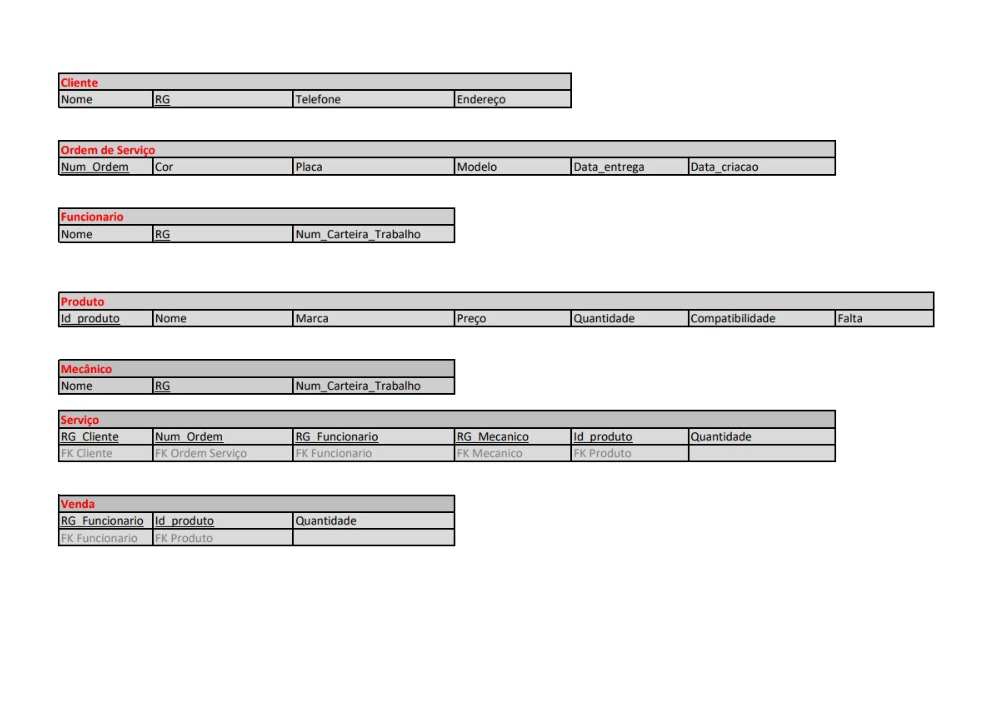 Cliente
Nome RG Telefone Endereço
Ordem de Serviço
Num_Ordem Cor Placa Modelo Data_entrega Data_criacao
Funcionario
Nome RG Num_Carteira_Trabalho
Produto
Id_produto Nome Marca Preço Quantidade Compatibilidade Falta
Mecânico
Nome RG Num_Carteira_Trabalho
Serviço
RG_Cliente Num_Ordem RG_Funcionario RG_Mecanico Id_produto Quantidade
FK Cliente FK Ordem Serviço FK Funcionario FK Mecanico FK Produto
Venda
RG_Funcionario Id_produto Quantidade
FK Funcionario FK Produto